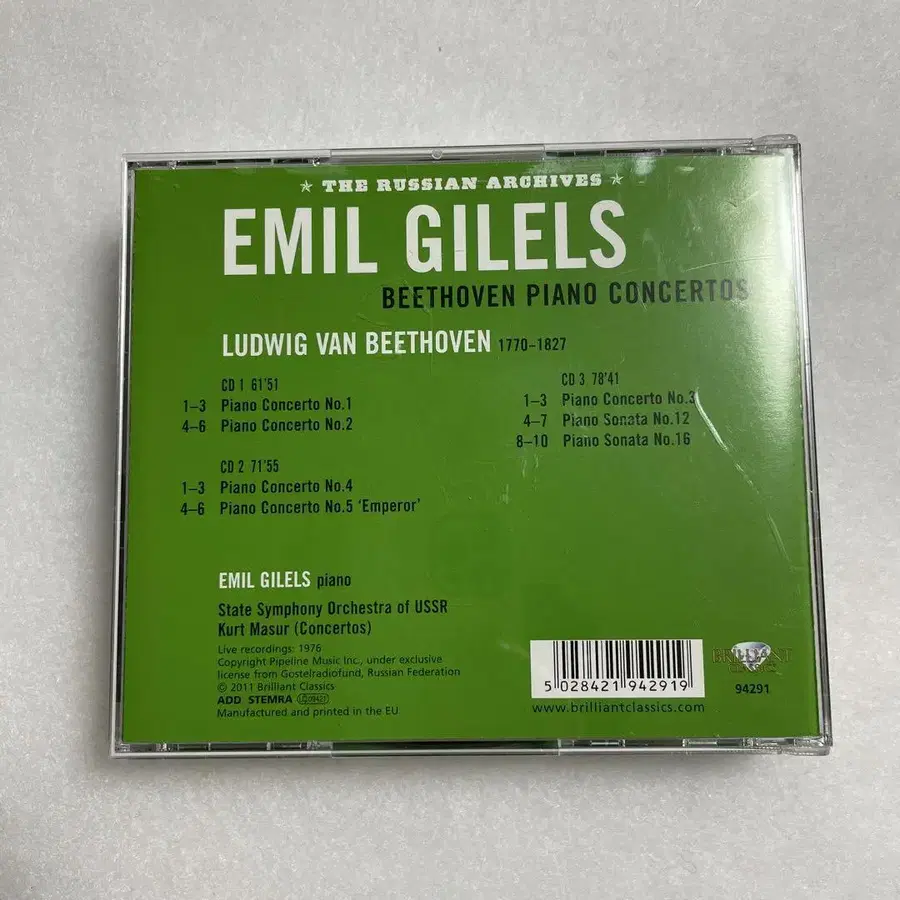 ★ THE RUSSIAN ARCHIVES ★
EMIL GILELS
BEETHOVEN PIANO CONCERTOS
LUDWIG VAN BEETHOVEN 1770–1827
CD 1 61'51
1–3 Piano Concerto No.1
4–6 Piano Concerto No.2
CD 2 71'55
1–3 Piano Concerto No.4
4–6 Piano Concerto No.5 ‘Emperor’
CD 3 78'41
1–3 Piano Concerto No.3
4–7 Piano Sonata No.12
8–10 Piano Sonata No.16
EMIL GILELS piano
State Symphony Orchestra of USSR
Kurt Masur (Concertos)
Live recordings: 1976
Copyright Pipeline Music Inc., under exclusive
license from Gostelradiofund, Russian Federation
© 2011 Brilliant Classics
ADD STEMRA
Manufactured and printed in the EU
5 028421 942919
www.brilliantclassics.com
BRILLIANT
CLASSICS
94291